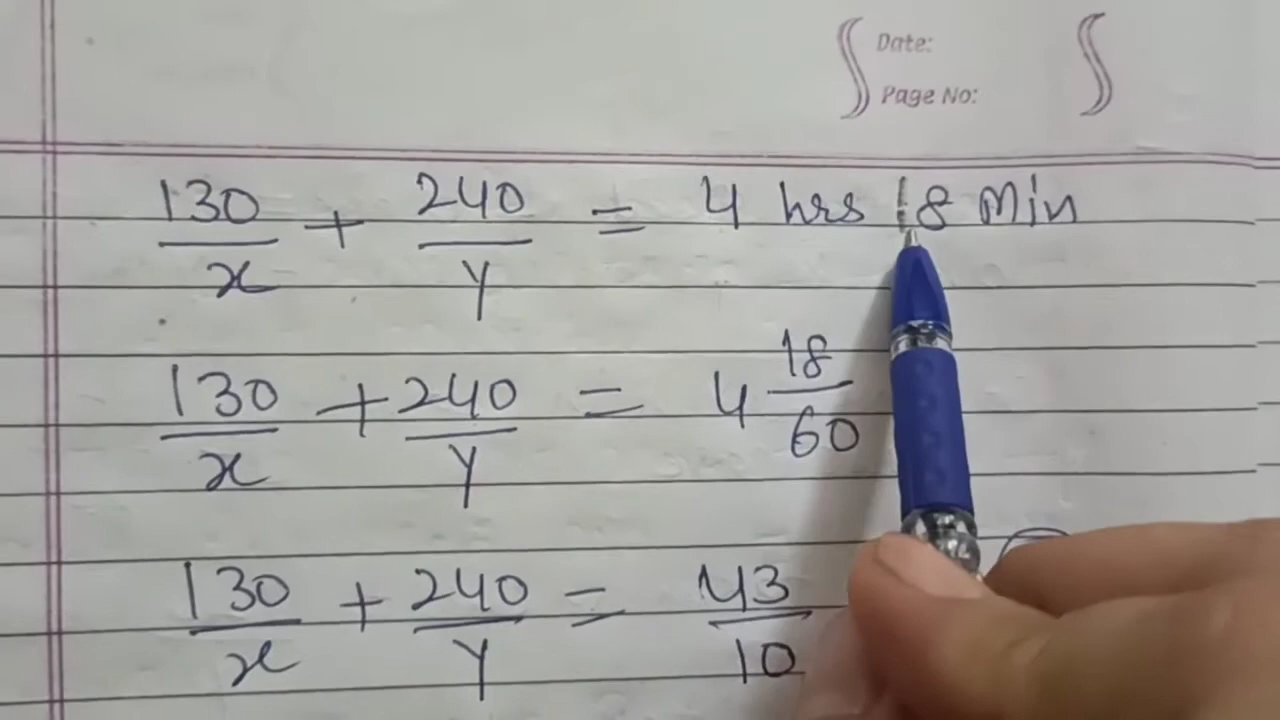 Date:
Page No:
130/x + 240/y = 4 hrs 18 Min
130/x + 240/y = 4 18/60
130/x + 240/y = 43/10